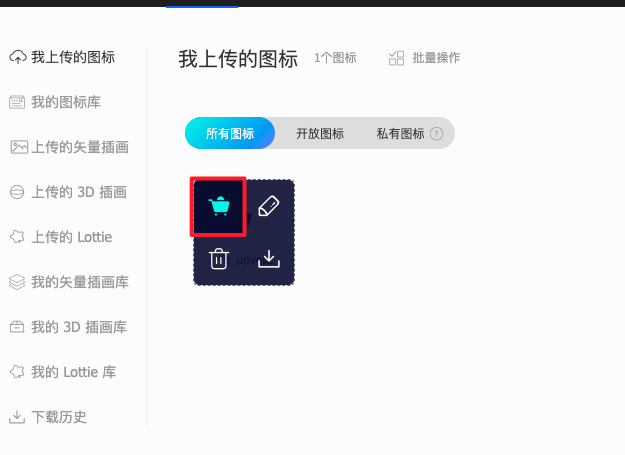 我上传的图标
我的图标库
上传的矢量插画
上传的 3D 插画
上传的 Lottie
我的矢量插画库
我的 3D 插画库
我的 Lottie 库
下载历史
我上传的图标 1个图标 批量操作
所有图标 开放图标 私有图标 ?